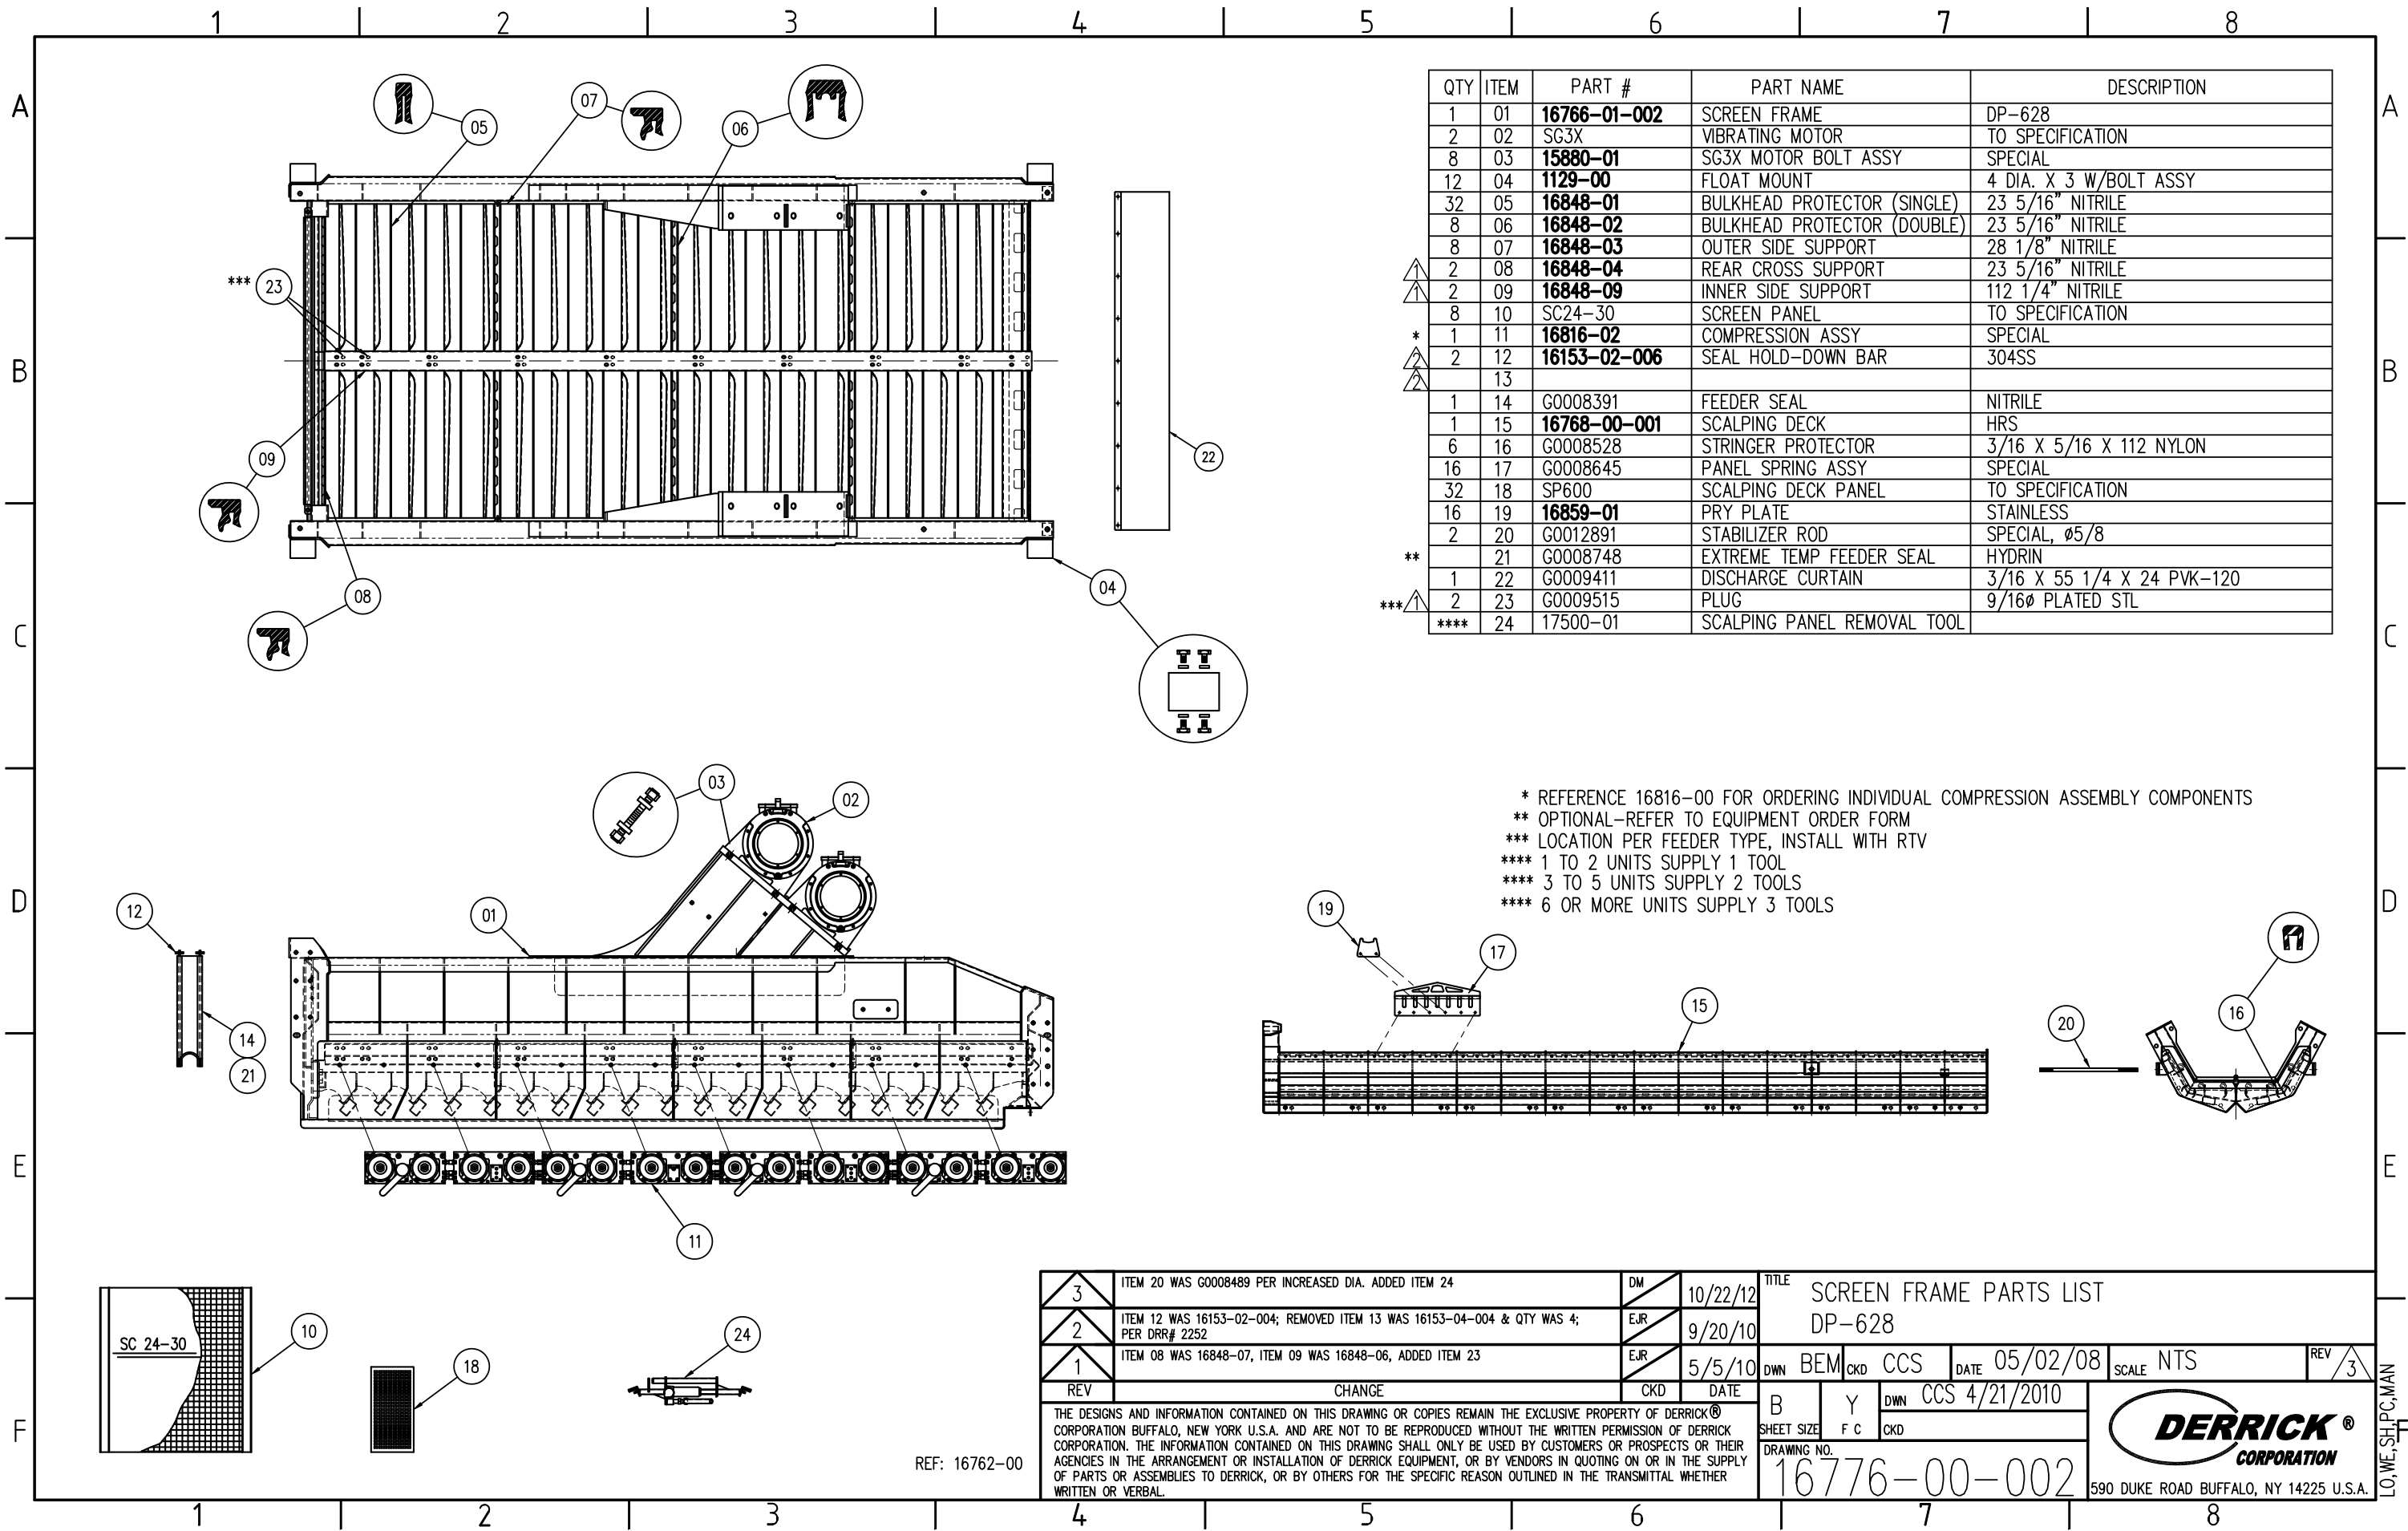 1 2 3 4 5 6 7 8
A A
B B
C C
D D
E E
F F
05
07
06
*** 23
09
08
22
04
QTY ITEM PART # PART NAME DESCRIPTION
1 01 16766-01-002 SCREEN FRAME DP-628
2 02 SG3X VIBRATING MOTOR TO SPECIFICATION
8 03 15880-01 SG3X MOTOR BOLT ASSY SPECIAL
12 04 1129-00 FLOAT MOUNT 4 DIA. X 3 W/BOLT ASSY
32 05 16848-01 BULKHEAD PROTECTOR (SINGLE) 23 5/16" NITRILE
8 06 16848-02 BULKHEAD PROTECTOR (DOUBLE) 23 5/16" NITRILE
8 07 16848-03 OUTER SIDE SUPPORT 28 1/8" NITRILE
1 2 08 16848-04 REAR CROSS SUPPORT 23 5/16" NITRILE
1 2 09 16848-09 INNER SIDE SUPPORT 112 1/4" NITRILE
8 10 SC24-30 SCREEN PANEL TO SPECIFICATION
* 1 11 16816-02 COMPRESSION ASSY SPECIAL
2 2 12 16153-02-006 SEAL HOLD-DOWN BAR 304SS
2 13
1 14 G0008391 FEEDER SEAL NITRILE
1 15 16768-00-001 SCALPING DECK HRS
6 16 G0008528 STRINGER PROTECTOR 3/16 X 5/16 X 112 NYLON
16 17 G0008645 PANEL SPRING ASSY SPECIAL
32 18 SP600 SCALPING DECK PANEL TO SPECIFICATION
16 19 16859-01 PRY PLATE STAINLESS
2 20 G0012891 STABILIZER ROD SPECIAL, ø5/8
** 21 G0008748 EXTREME TEMP FEEDER SEAL HYDRIN
1 22 G0009411 DISCHARGE CURTAIN 3/16 X 55 1/4 X 24 PVK-120
*** 1 2 23 G0009515 PLUG 9/16ø PLATED STL
**** 24 17500-01 SCALPING PANEL REMOVAL TOOL
* REFERENCE 16816-00 FOR ORDERING INDIVIDUAL COMPRESSION ASSEMBLY COMPONENTS
** OPTIONAL-REFER TO EQUIPMENT ORDER FORM
*** LOCATION PER FEEDER TYPE, INSTALL WITH RTV
**** 1 TO 2 UNITS SUPPLY 1 TOOL
**** 3 TO 5 UNITS SUPPLY 2 TOOLS
**** 6 OR MORE UNITS SUPPLY 3 TOOLS
03
02
12
01
14
21
11
19
17
15
20
16
SC 24-30
10
18
24
REF: 16762-00
3 ITEM 20 WAS G0008489 PER INCREASED DIA. ADDED ITEM 24 DM 10/22/12
2 ITEM 12 WAS 16153-02-004; REMOVED ITEM 13 WAS 16153-04-004 & QTY WAS 4;
PER DRR# 2252 EJR 9/20/10
1 ITEM 08 WAS 16848-07, ITEM 09 WAS 16848-06, ADDED ITEM 23 EJR 5/5/10
REV CHANGE CKD DATE
THE DESIGNS AND INFORMATION CONTAINED ON THIS DRAWING OR COPIES REMAIN THE EXCLUSIVE PROPERTY OF DERRICK®
CORPORATION BUFFALO, NEW YORK U.S.A. AND ARE NOT TO BE REPRODUCED WITHOUT THE WRITTEN PERMISSION OF DERRICK
CORPORATION. THE INFORMATION CONTAINED ON THIS DRAWING SHALL ONLY BE USED BY CUSTOMERS OR PROSPECTS OR THEIR
AGENCIES IN THE ARRANGEMENT OR INSTALLATION OF DERRICK EQUIPMENT, OR BY VENDORS IN QUOTING ON OR IN THE SUPPLY
OF PARTS OR ASSEMBLIES TO DERRICK, OR BY OTHERS FOR THE SPECIFIC REASON OUTLINED IN THE TRANSMITTAL WHETHER
WRITTEN OR VERBAL.
TITLE SCREEN FRAME PARTS LIST
DP-628
DWN BEM CKD CCS DATE 05/02/08 SCALE NTS REV 3
B SHEET SIZE Y F C DWN CCS 4/21/2010
CKD
DRAWING NO.
16776-00-002
DERRICK ®
CORPORATION
590 DUKE ROAD BUFFALO, NY 14225 U.S.A.
LO,WE,SH,PC,MAN
1 2 3 4 5 6 7 8